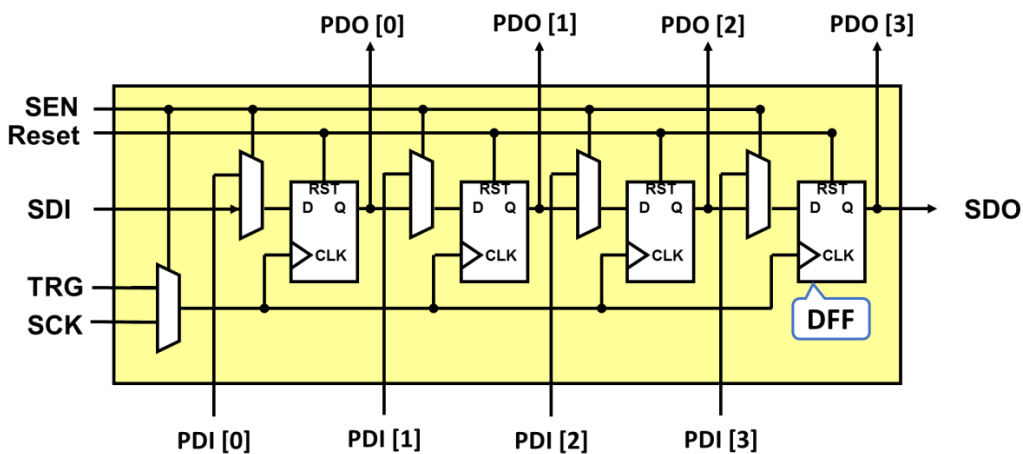 PDO [0]
PDO [1]
PDO [2]
PDO [3]
SEN
Reset
RST
RST
RST
RST
SDI
D Q
D Q
D Q
D Q
SDO
CLK
CLK
CLK
CLK
TRG
SCK
DFF
PDI [0]
PDI [1]
PDI [2]
PDI [3]